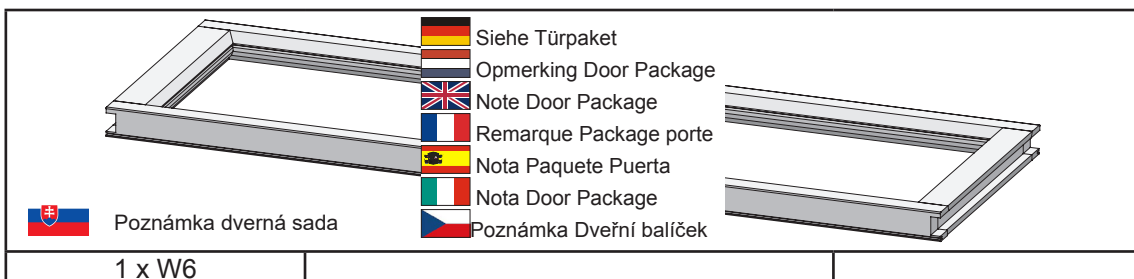 Siehe Türpaket
Opmerking Door Package
Note Door Package
Remarque Package porte
Nota Paquete Puerta
Nota Door Package
Poznámka dverná sada
Poznámka Dveřní balíček
1 x W6